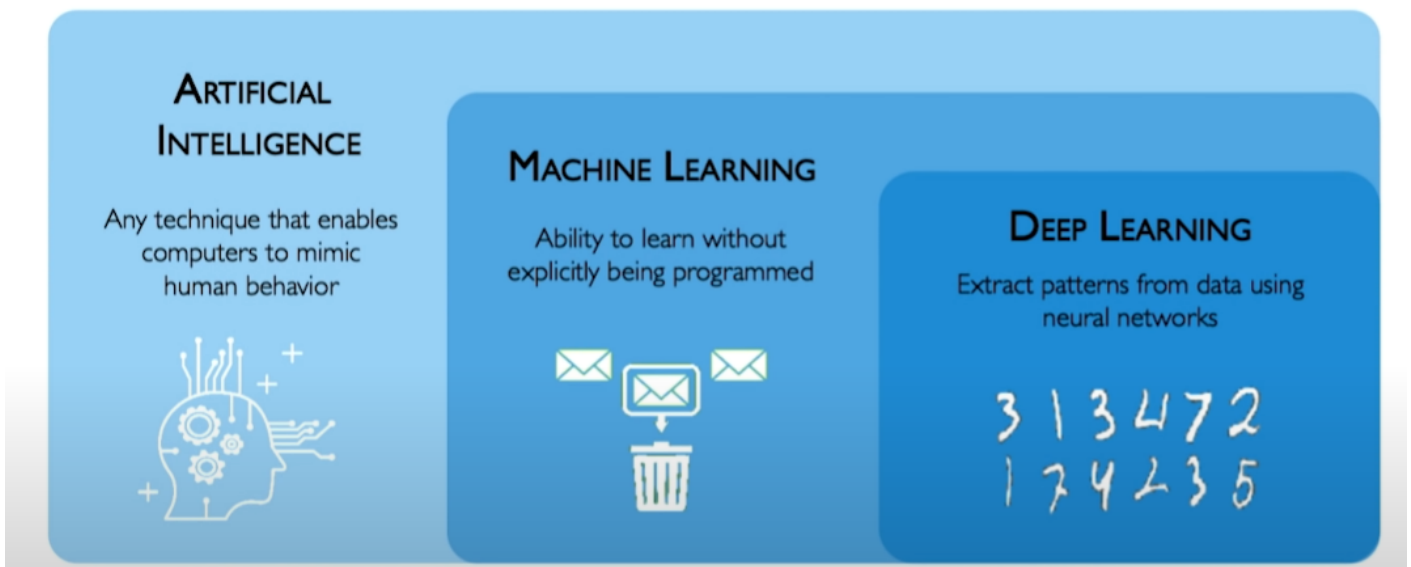 ARTIFICIAL
INTELLIGENCE
Any technique that enables
computers to mimic
human behavior
MACHINE LEARNING
Ability to learn without
explicitly being programmed
DEEP LEARNING
Extract patterns from data using
neural networks
3 1 3 4 7 2
1 7 4 2 3 5